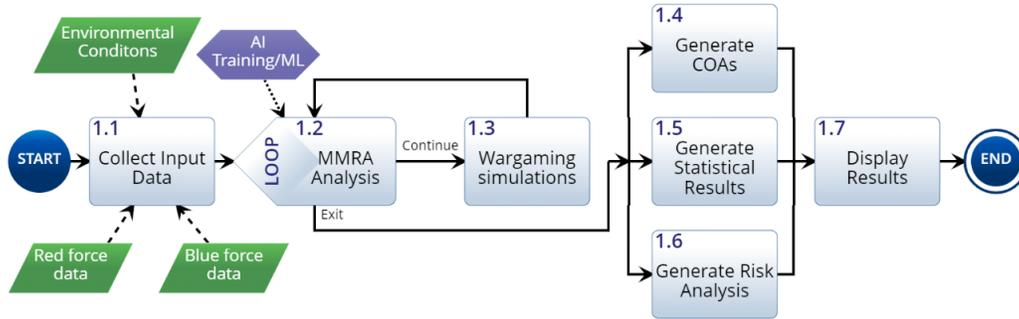 Environmental
Conditons
AI
Training/ML
START
1.1
Collect Input
Data
Red force
data
Blue force
data
LOOP
1.2
MMRA
Analysis
Continue
Exit
1.3
Wargaming
simulations
1.4
Generate
COAs
1.5
Generate
Statistical
Results
1.6
Generate Risk
Analysis
1.7
Display
Results
END